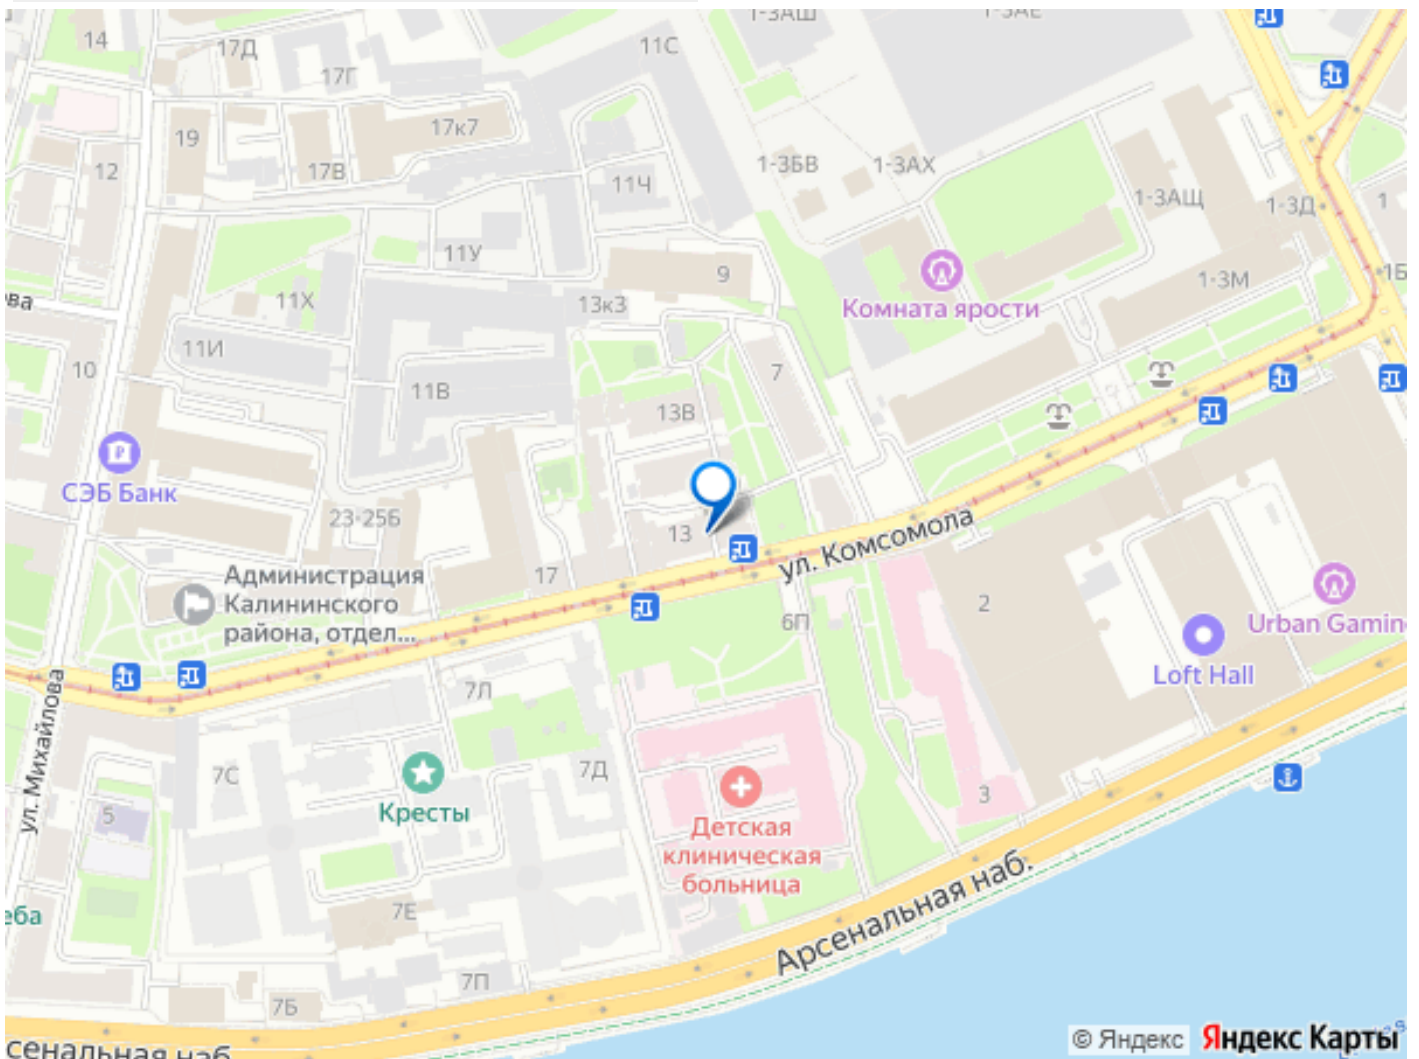 1-3АШ
1-3АЕ
14
17Д
11С
17Г
17к7
19
17В
12
11Ч
1-3БВ
1-3АХ
1-3АЩ
1-3Д
1
11У
9
1Б
ва
11Х
13к3
1-3М
Комната ярости
11И
10
11В
7
13В
СЭБ Банк
23-25Б
13
ул. Комсомола
17
Администрация
Калининского
района, отдел...
2
6П
Urban Gamin
Loft Hall
ул. Михайлова
7Л
7С
7Д
5
Кресты
3
Детская
клиническая
больница
еба
7Е
Арсенальная наб.
7П
7Б
сенальная наб
© Яндекс
Яндекс Карты